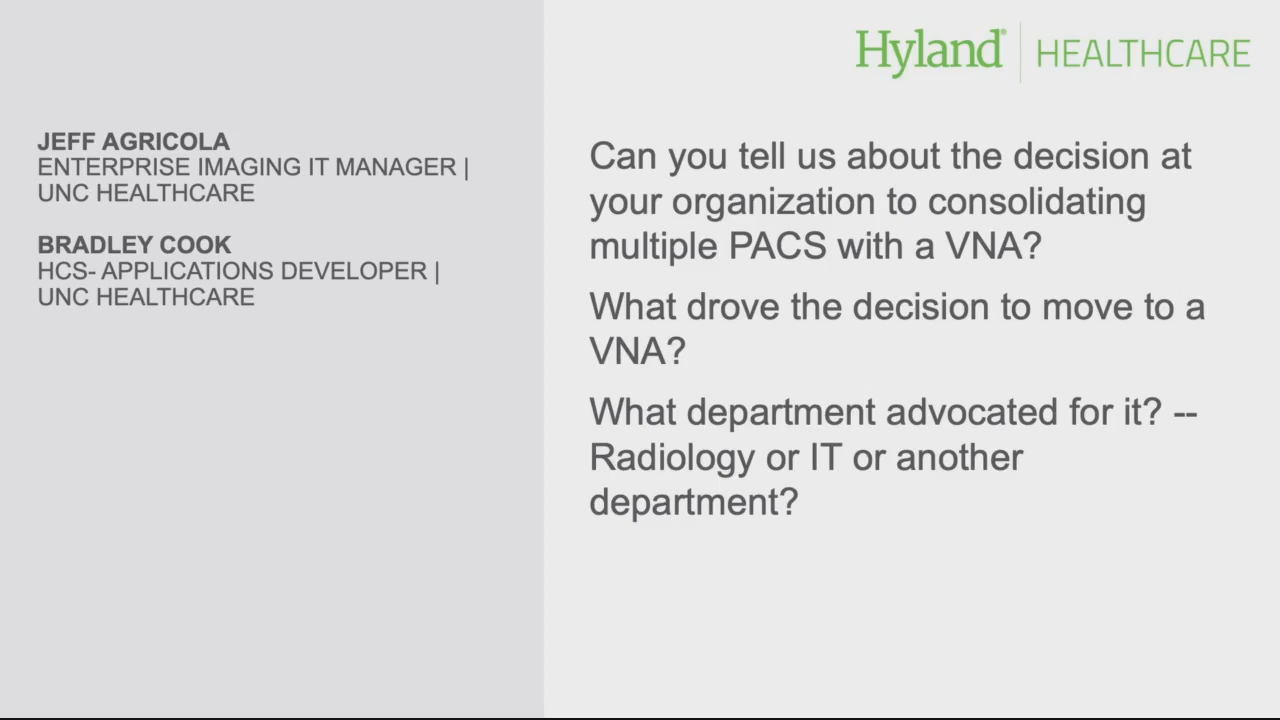 Hyland® | HEALTHCARE
JEFF AGRICOLA
ENTERPRISE IMAGING IT MANAGER |
UNC HEALTHCARE
BRADLEY COOK
HCS- APPLICATIONS DEVELOPER |
UNC HEALTHCARE
Can you tell us about the decision at
your organization to consolidating
multiple PACS with a VNA?
What drove the decision to move to a
VNA?
What department advocated for it? --
Radiology or IT or another
department?